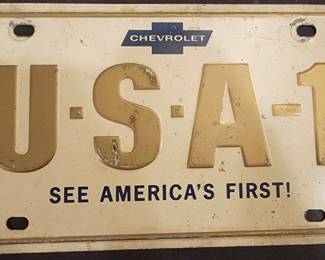 CHEVROLET
U·S·A-1
SEE AMERICA'S FIRST!